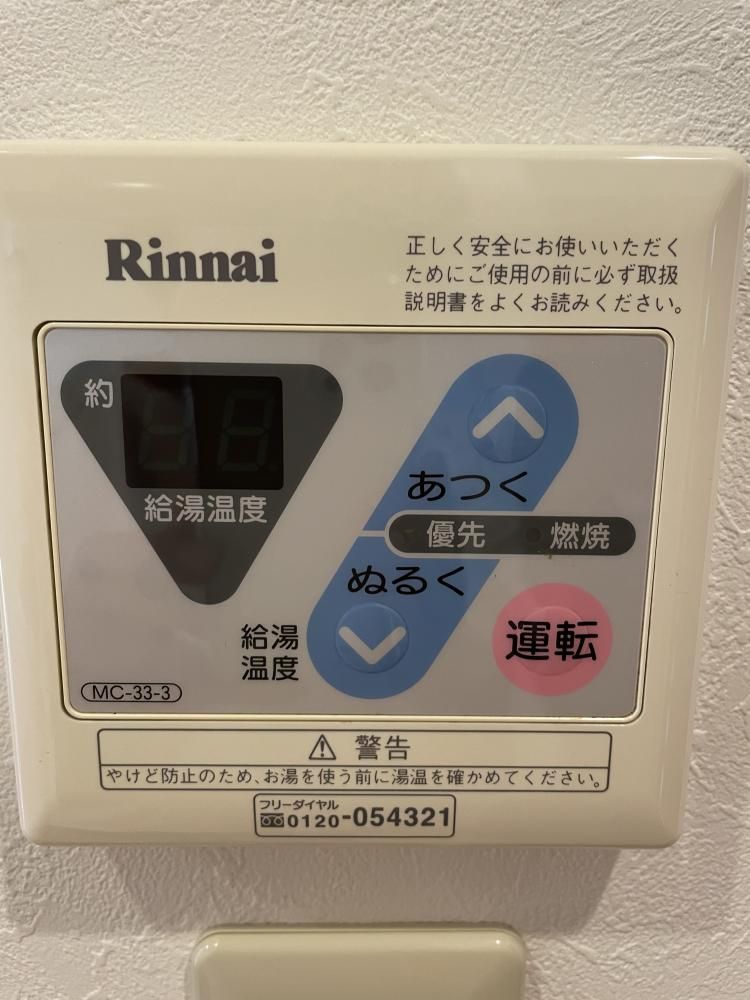 Rinnai
正しく安全にお使いいただく
ためにご使用の前に必ず取扱
説明書をよくお読みください。
約
給湯温度
あつく
優先 燃焼
ぬるく
給湯
温度
運転
MC-33-3
⚠ 警告
やけど防止のため、お湯を使う前に湯温を確かめてください。
フリーダイヤル
0120-054321